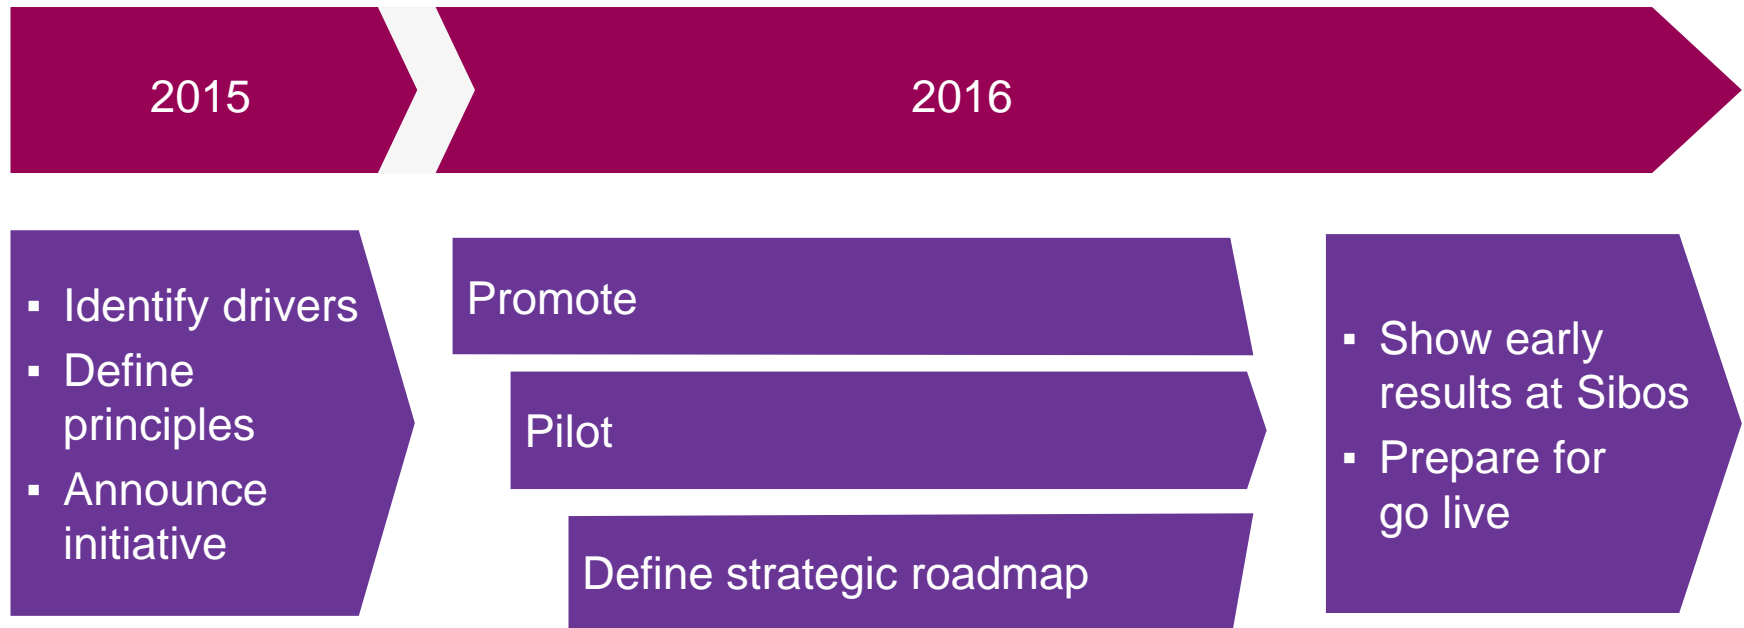 2015
2016
▪ Identify drivers
▪ Define
principles
▪ Announce
initiative
Promote
Pilot
Define strategic roadmap
▪ Show early
results at Sibos
▪ Prepare for
go live